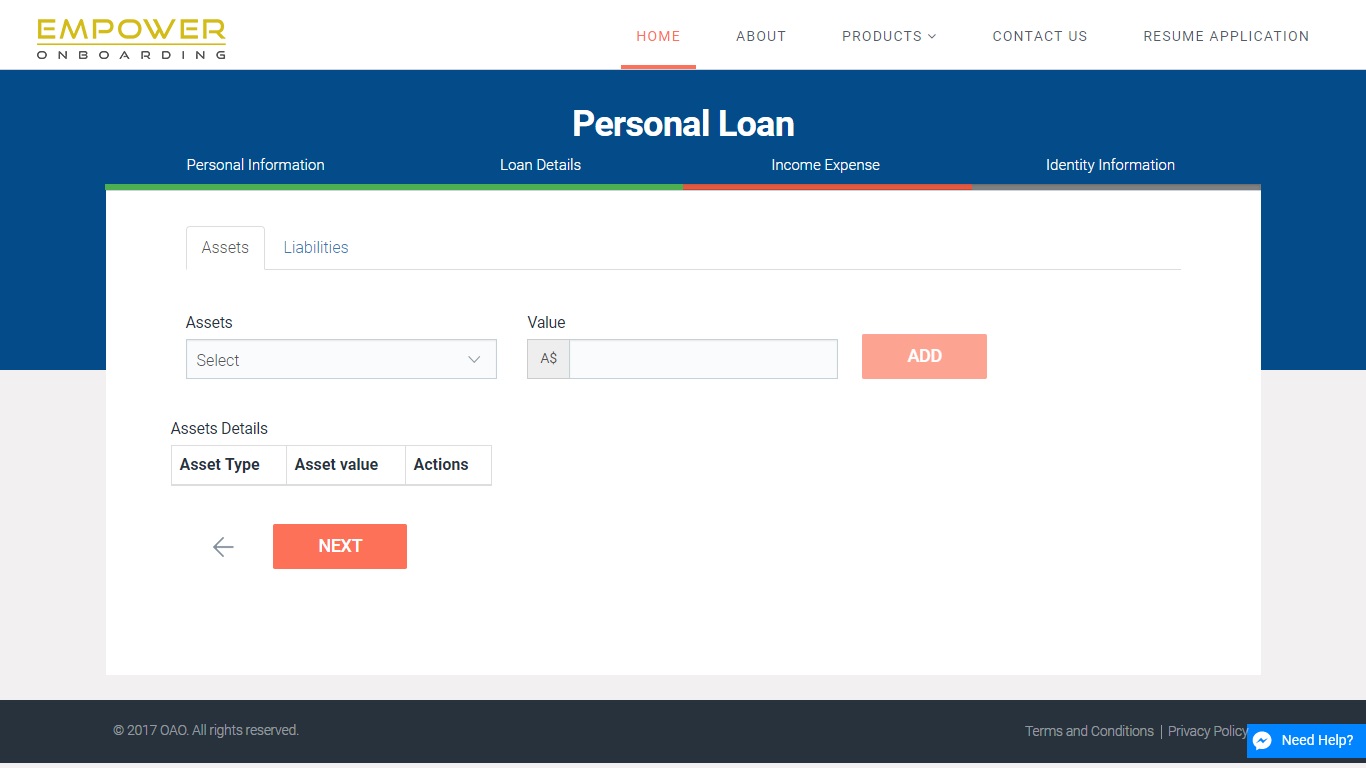 EMPOWER
ONBOARDING
HOME
ABOUT
PRODUCTS
CONTACT US
RESUME APPLICATION
Personal Loan
Personal Information
Loan Details
Income Expense
Identity Information
Assets
Liabilities
Assets
Value
Select
A$
ADD
Assets Details
Asset Type
Asset value
Actions
NEXT
© 2017 OAO. All rights reserved.
Terms and Conditions | Privacy Policy
Need Help?